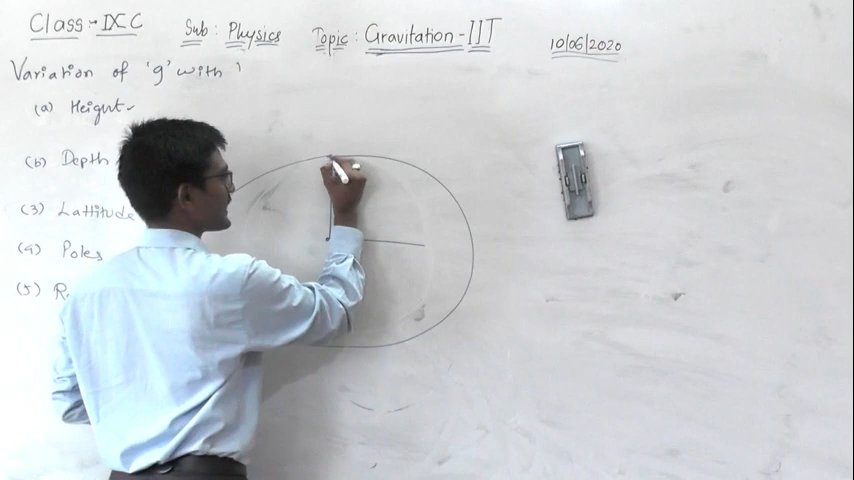 Class:- IX C
Sub: Physics
Topic: Gravitation-IIT
10/06/2020
Variation of 'g' with '
(a) Height
(b) Depth
(3) Lattitude
(4) Poles
(5) R